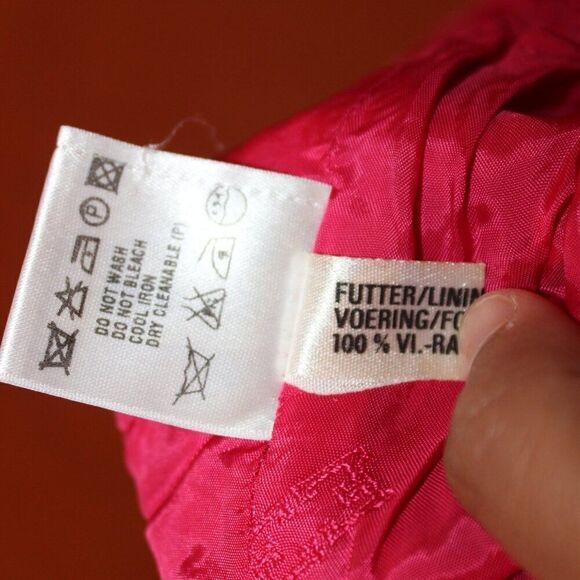 P
DO NOT WASH
DO NOT BLEACH
COOL IRON
DRY CLEANABLE (P)
FUTTER/LININ
VOERING/FO
100 % VI.-RA